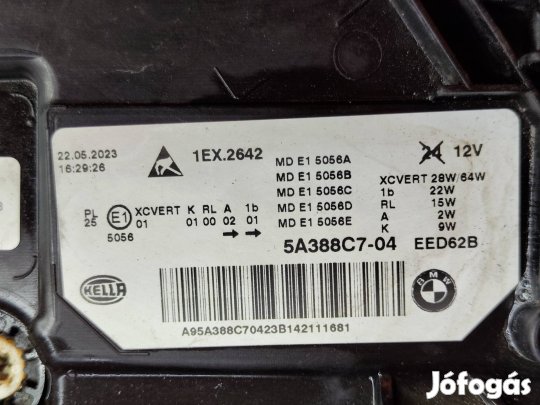 22.05.2023
16:29:26
1EX.2642
MD E1 5056A
MD E1 5056B
MD E1 5056C
MD E1 5056D
MD E1 5056E
24 12V
XCVERT 28W/64W
1b 22W
RL 15W
A 2W
K 9W
PL
25
E1
5056
XCVERT K RL A 1b
01 01 00 02 01
5A388C7-04 EED62B
HELLA
BMW
A95A388C70423B142111681
Jófogás